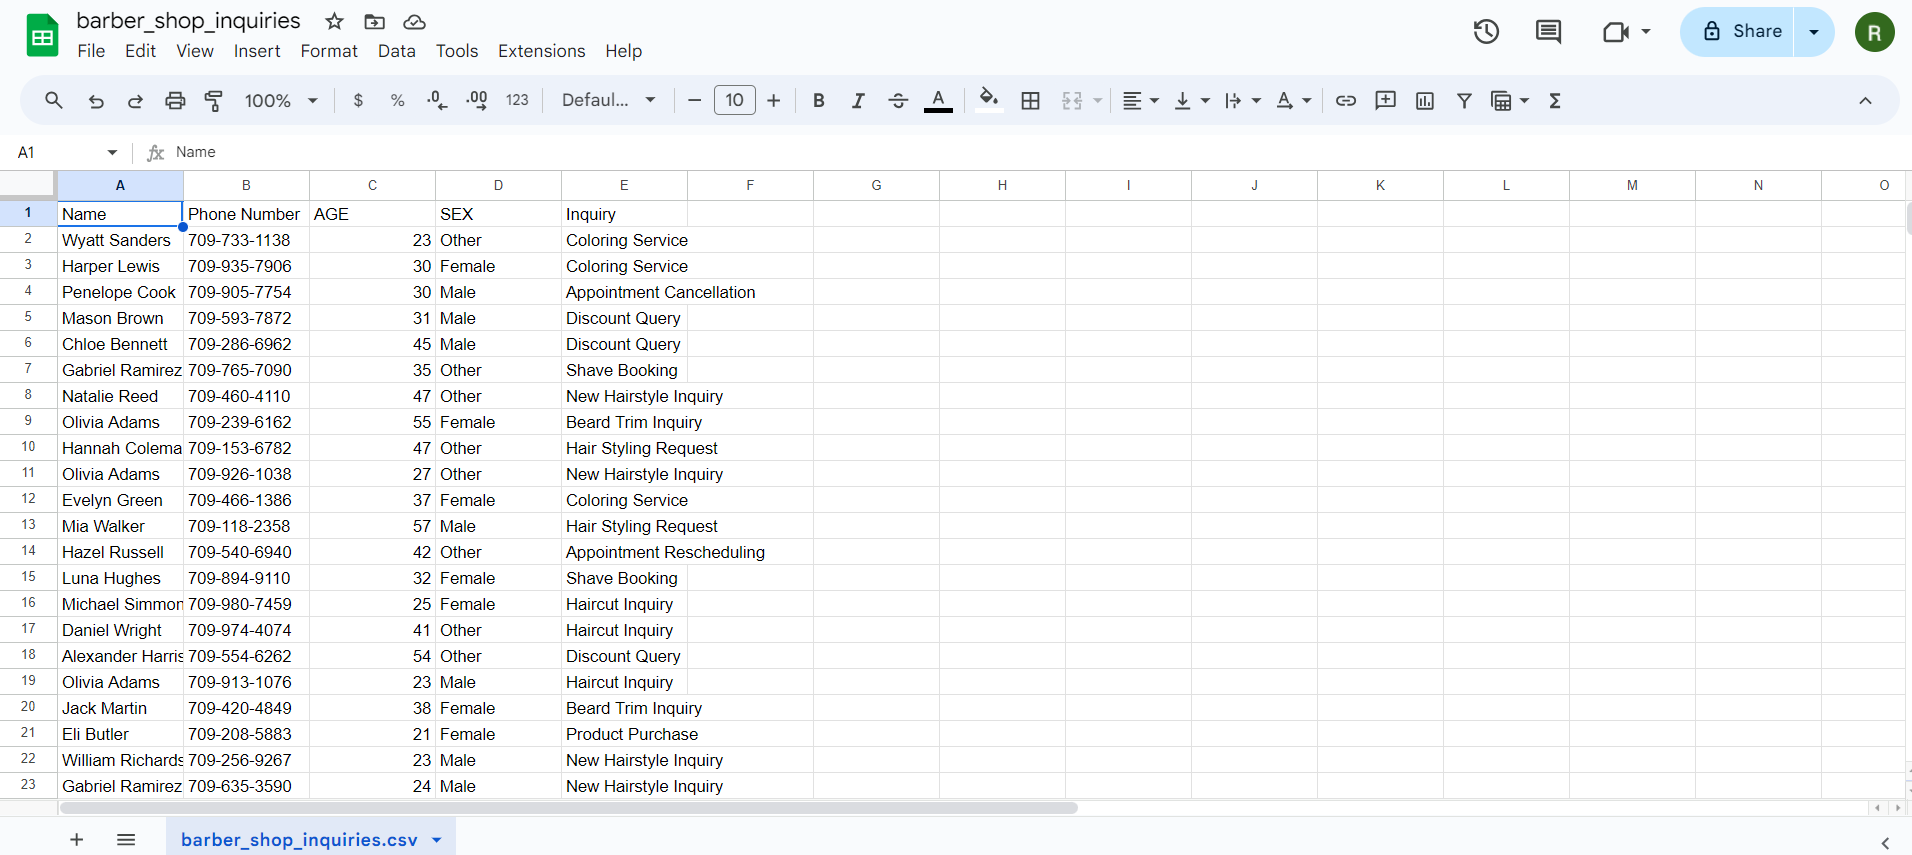 barber_shop_inquiries
File Edit View Insert Format Data Tools Extensions Help
Share
R
100% $ % .0 .00 123 Defaul... 10 B I S A
A1 fx Name
A B C D E F G H I J K L M N O
1 Name Phone Number AGE SEX Inquiry
2 Wyatt Sanders 709-733-1138 23 Other Coloring Service
3 Harper Lewis 709-935-7906 30 Female Coloring Service
4 Penelope Cook 709-905-7754 30 Male Appointment Cancellation
5 Mason Brown 709-593-7872 31 Male Discount Query
6 Chloe Bennett 709-286-6962 45 Male Discount Query
7 Gabriel Ramirez 709-765-7090 35 Other Shave Booking
8 Natalie Reed 709-460-4110 47 Other New Hairstyle Inquiry
9 Olivia Adams 709-239-6162 55 Female Beard Trim Inquiry
10 Hannah Colema 709-153-6782 47 Other Hair Styling Request
11 Olivia Adams 709-926-1038 27 Other New Hairstyle Inquiry
12 Evelyn Green 709-466-1386 37 Female Coloring Service
13 Mia Walker 709-118-2358 57 Male Hair Styling Request
14 Hazel Russell 709-540-6940 42 Other Appointment Rescheduling
15 Luna Hughes 709-894-9110 32 Female Shave Booking
16 Michael Simmon 709-980-7459 25 Female Haircut Inquiry
17 Daniel Wright 709-974-4074 41 Other Haircut Inquiry
18 Alexander Harris 709-554-6262 54 Other Discount Query
19 Olivia Adams 709-913-1076 23 Male Haircut Inquiry
20 Jack Martin 709-420-4849 38 Female Beard Trim Inquiry
21 Eli Butler 709-208-5883 21 Female Product Purchase
22 William Richards 709-256-9267 23 Male New Hairstyle Inquiry
23 Gabriel Ramirez 709-635-3590 24 Male New Hairstyle Inquiry
barber_shop_inquiries.csv